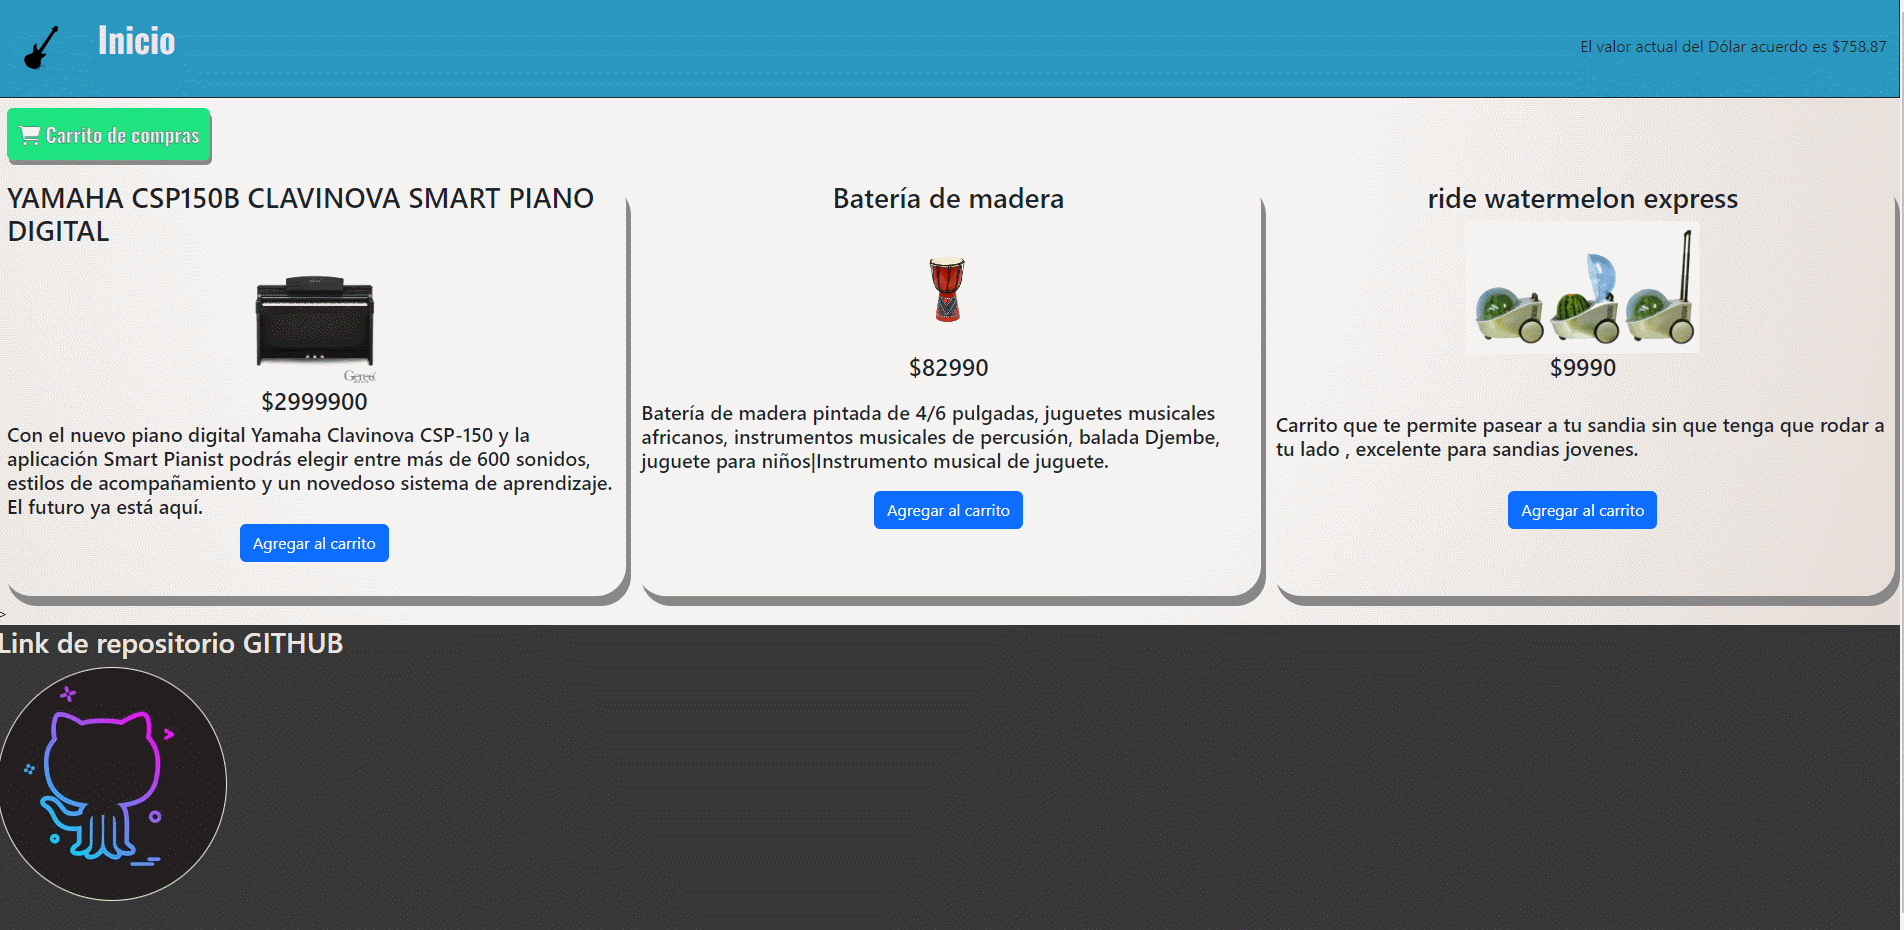 Inicio
El valor actual del Dólar acuerdo es $758.87
Carrito de compras
YAMAHA CSP150B CLAVINOVA SMART PIANO
DIGITAL
$2999900
Con el nuevo piano digital Yamaha Clavinova CSP-150 y la
aplicación Smart Pianist podrás elegir entre más de 600 sonidos,
estilos de acompañamiento y un novedoso sistema de aprendizaje.
El futuro ya está aquí.
Agregar al carrito
Batería de madera
$82990
Batería de madera pintada de 4/6 pulgadas, juguetes musicales
africanos, instrumentos musicales de percusión, balada Djembe,
juguete para niños|Instrumento musical de juguete.
Agregar al carrito
ride watermelon express
$9990
Carrito que te permite pasear a tu sandia sin que tenga que rodar a
tu lado , excelente para sandias jovenes.
Agregar al carrito
>
Link de repositorio GITHUB